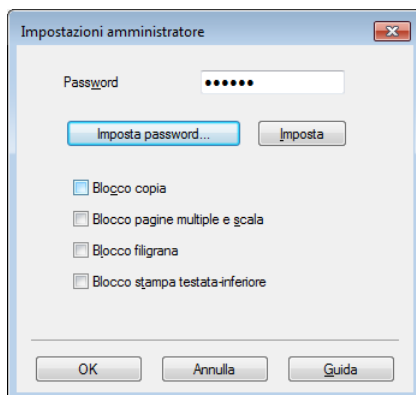 Impostazioni amministratore
Password ••••••
Imposta password... Imposta
Blocco copia
Blocco pagine multiple e scala
Blocco filigrana
Blocco stampa testata-inferiore
OK Annulla Guida